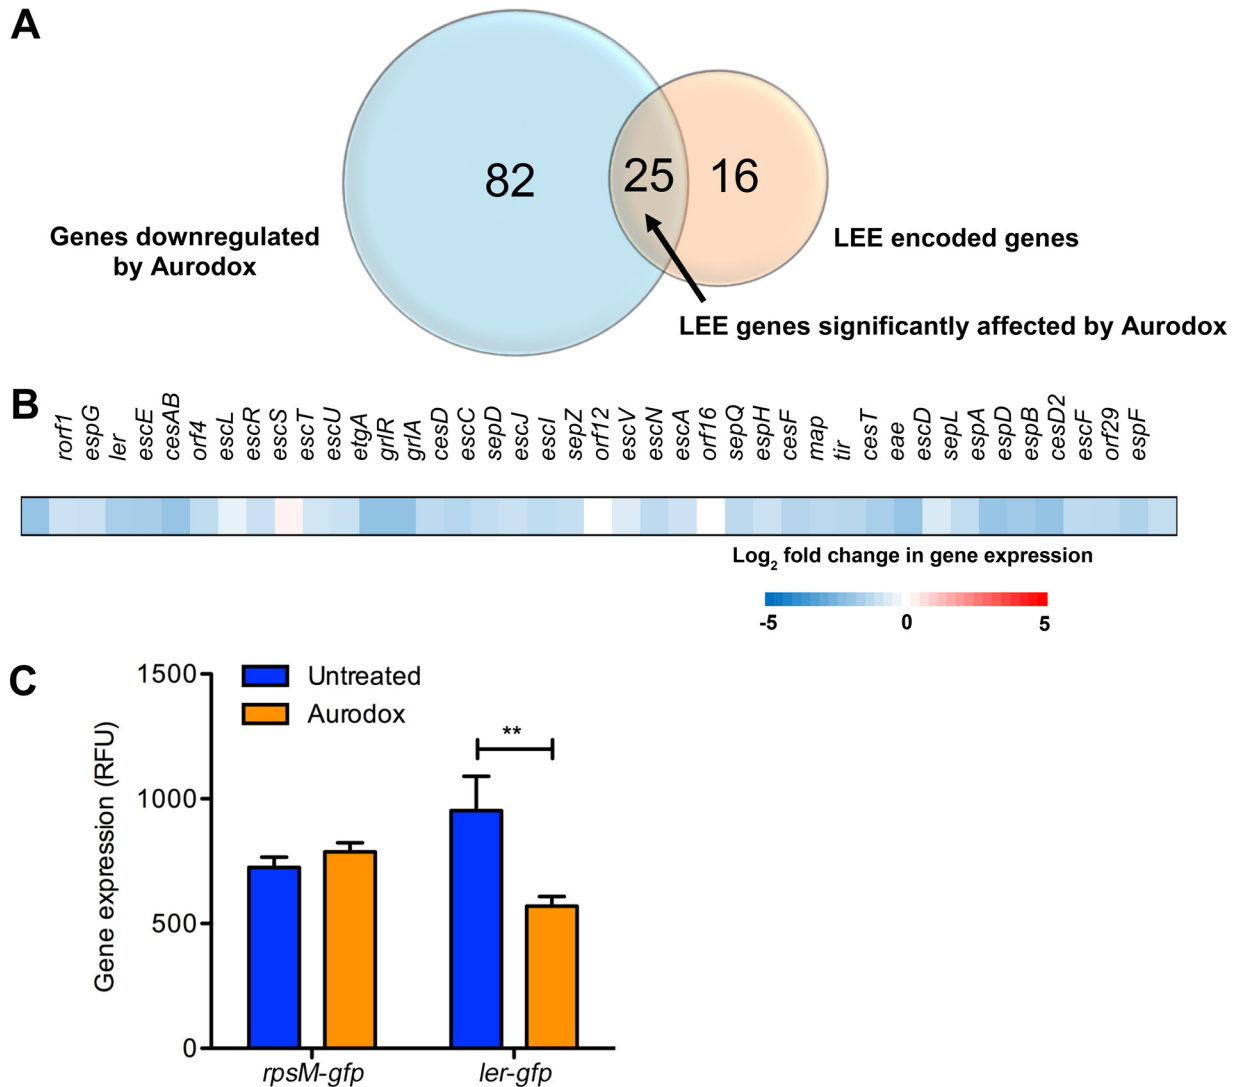 A
82
25
16
Genes downregulated
by Aurodox
LEE encoded genes
LEE genes significantly affected by Aurodox
B
rorf1 espG ler escE cesAB orf4 escL escR escS escT escU etgA grlR grlA cesD escC sepD escJ escI sepZ orf12 escV escN escA orf16 sepQ espH cesF map tir cesT eae escD sepL espA espD espB cesD2 escF orf29 espF
Log2 fold change in gene expression
-5 0 5
C
Untreated
Aurodox
**
Gene expression (RFU)
1500
1000
500
0
rpsM-gfp ler-gfp